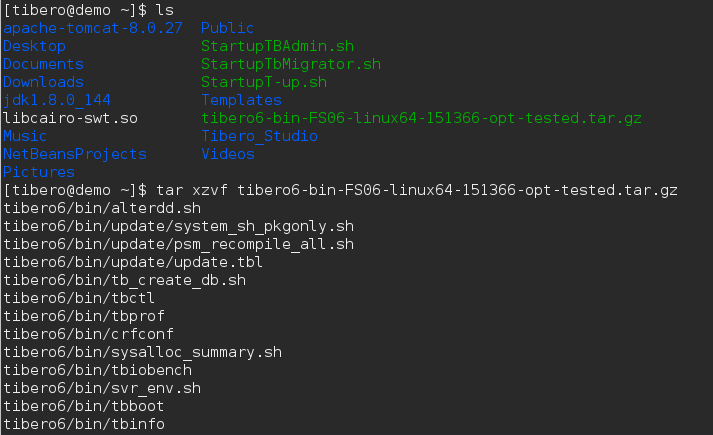 [tibero@demo ~]$ ls
apache-tomcat-8.0.27  Public
Desktop               StartupTBAdmin.sh
Documents             StartupTbMigrator.sh
Downloads             StartupT-up.sh
jdk1.8.0_144          Templates
libcairo-swt.so       tibero6-bin-FS06-linux64-151366-opt-tested.tar.gz
Music                 Tibero_Studio
NetBeansProjects      Videos
Pictures
[tibero@demo ~]$ tar xzvf tibero6-bin-FS06-linux64-151366-opt-tested.tar.gz
tibero6/bin/alterdd.sh
tibero6/bin/update/system_sh_pkgonly.sh
tibero6/bin/update/psm_recompile_all.sh
tibero6/bin/update/update.tbl
tibero6/bin/tb_create_db.sh
tibero6/bin/tbctl
tibero6/bin/tbprof
tibero6/bin/crfconf
tibero6/bin/sysalloc_summary.sh
tibero6/bin/tbiobench
tibero6/bin/svr_env.sh
tibero6/bin/tbboot
tibero6/bin/tbinfo